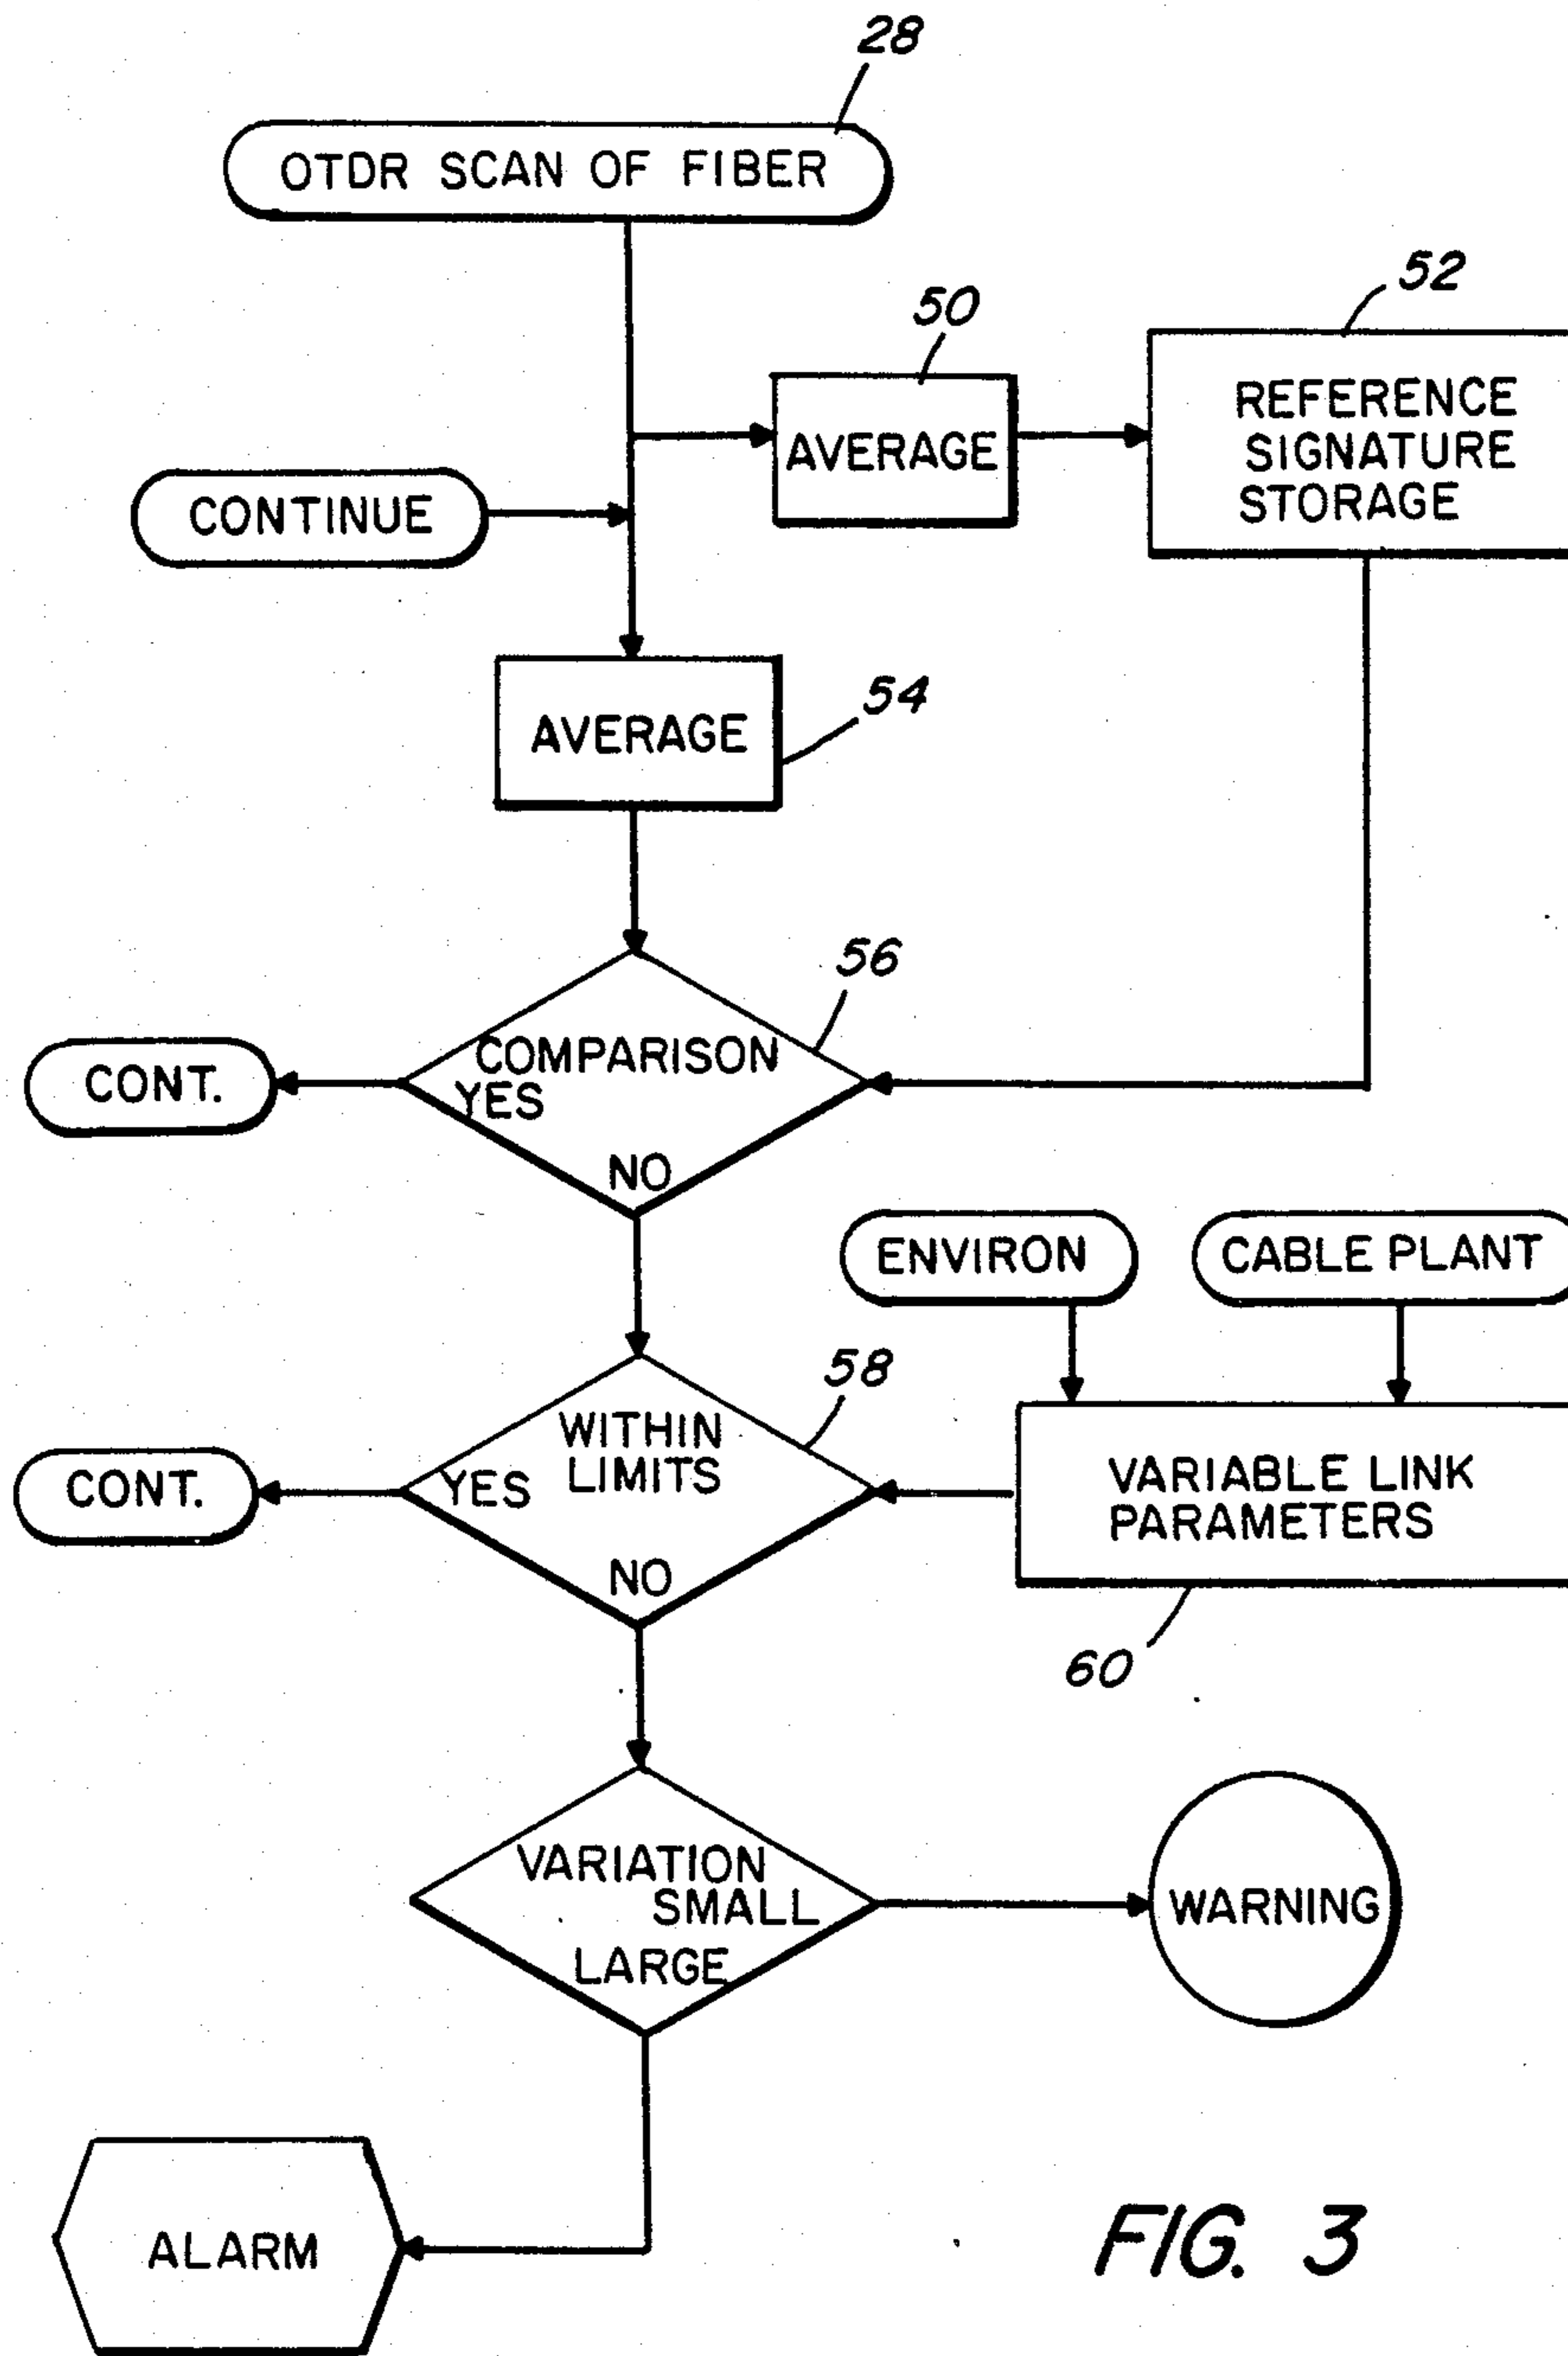 28
OTDR SCAN OF FIBER
50
52
AVERAGE
REFERENCE
SIGNATURE
STORAGE
CONTINUE
AVERAGE
54
56
COMPARISON
YES
NO
CONT.
ENVIRON
CABLE PLANT
58
WITHIN
LIMITS
YES
NO
CONT.
VARIABLE LINK
PARAMETERS
60
VARIATION
SMALL
LARGE
WARNING
ALARM
FIG. 3